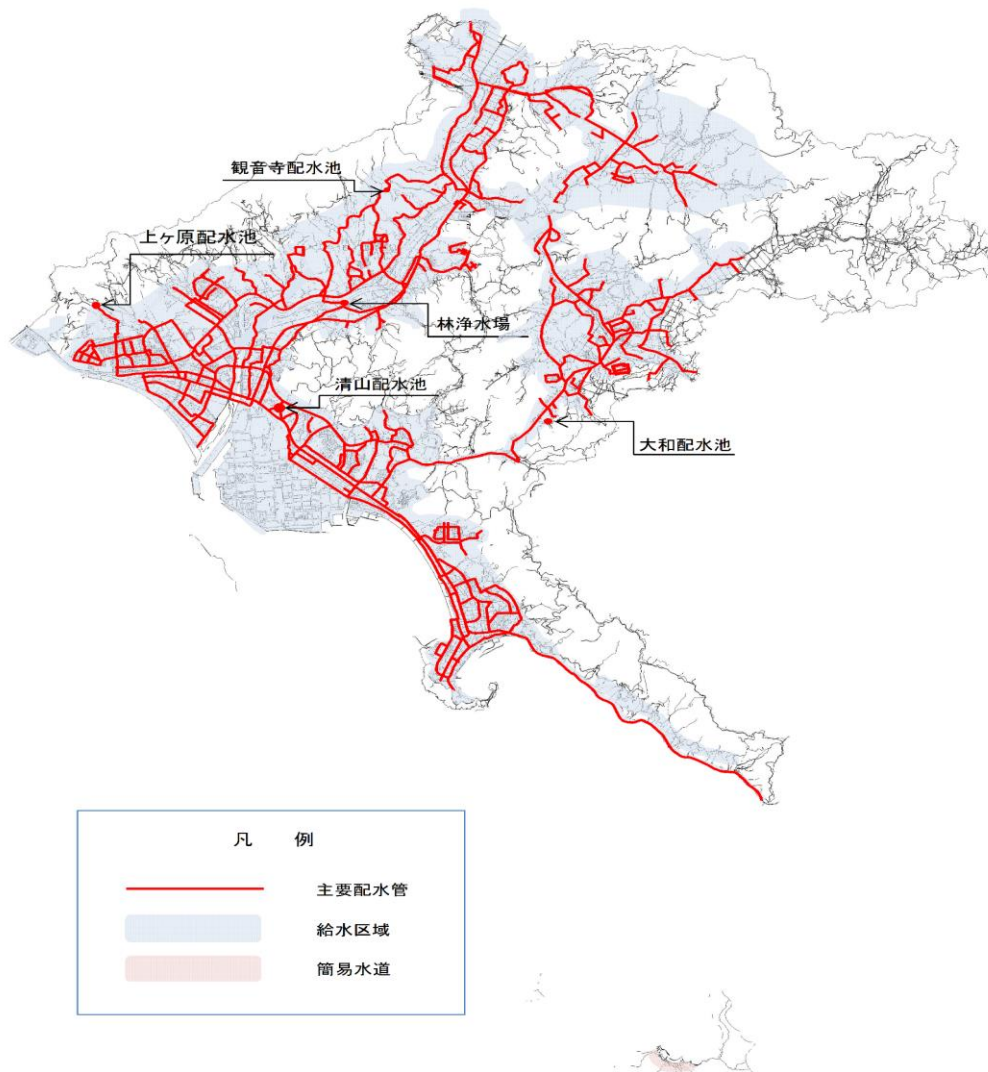 観音寺配水池
上ヶ原配水池
林浄水場
清山配水池
大和配水池
凡　例
主要配水管
給水区域
簡易水道